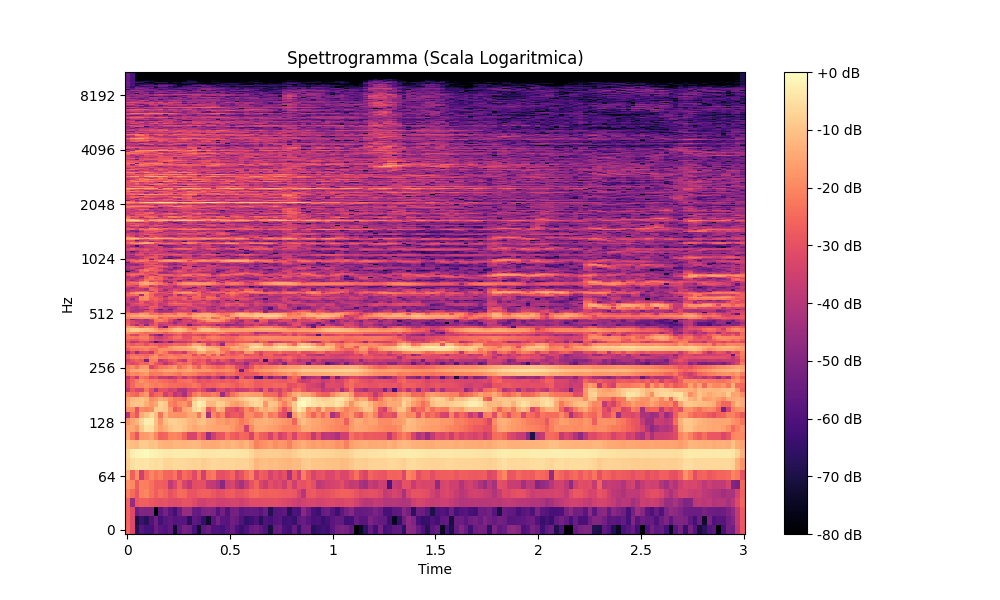 Spettrogramma (Scala Logaritmica)
Hz
8192
4096
2048
1024
512
256
128
64
0
0
0.5
1
1.5
2
2.5
3
Time
+0 dB
-10 dB
-20 dB
-30 dB
-40 dB
-50 dB
-60 dB
-70 dB
-80 dB